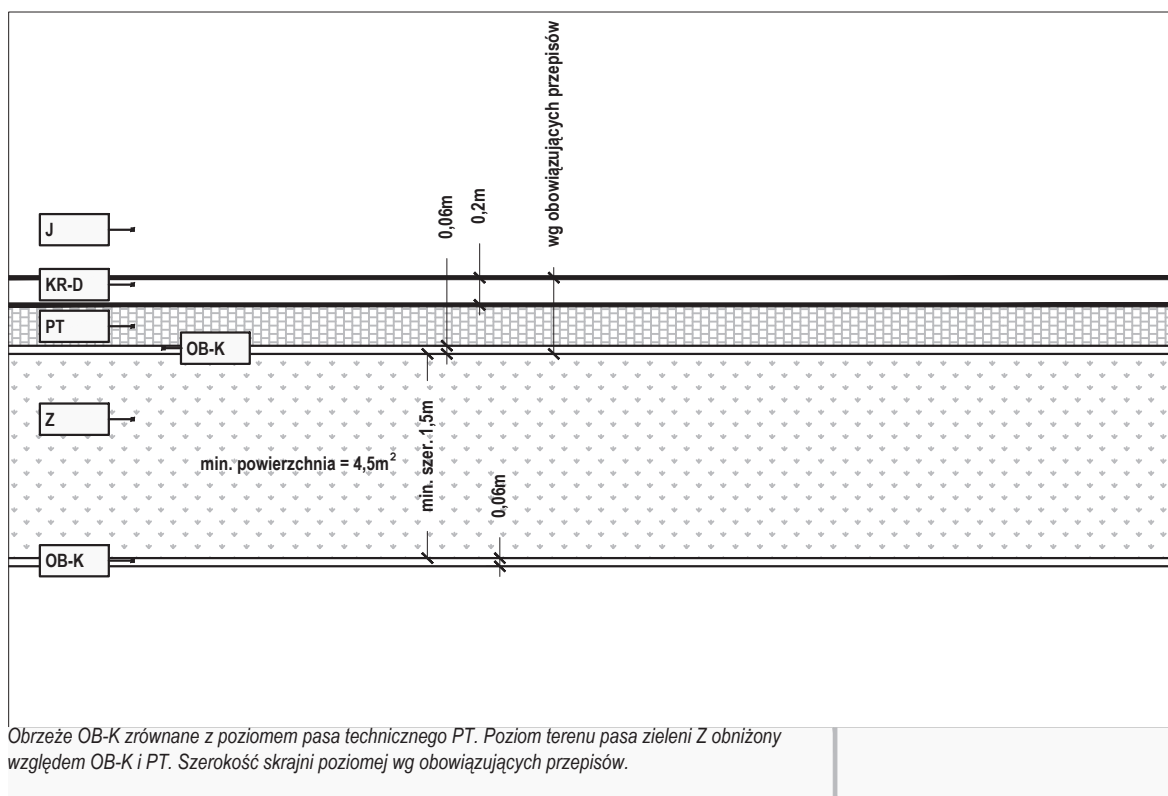 wg obowiązujących przepisów
0,2m
0,06m
J
KR-D
PT
OB-K
Z
min. szer. 1,5m
min. powierzchnia = 4,5m²
0,06m
OB-K
Obrzeże OB-K zrównane z poziomem pasa technicznego PT. Poziom terenu pasa zieleni Z obniżony
względem OB-K i PT. Szerokość skrajni poziomej wg obowiązujących przepisów.